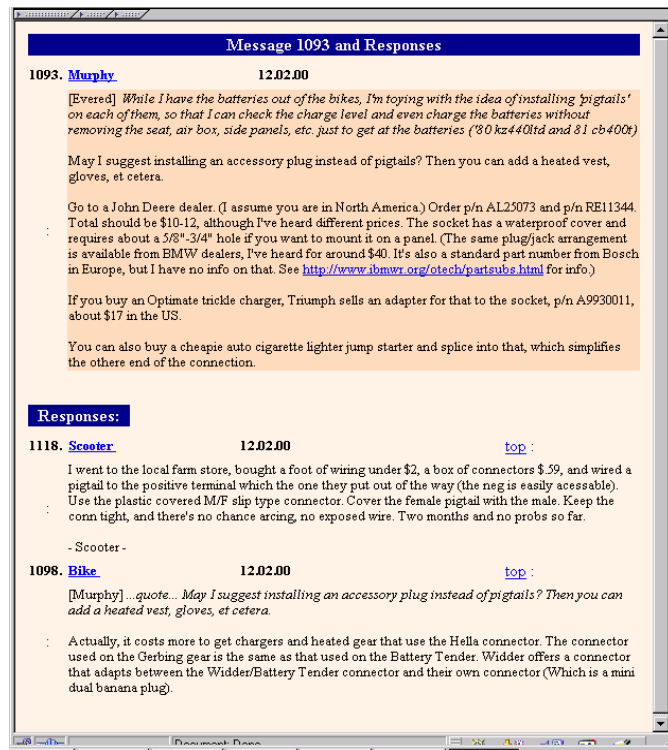 Message 1093 and Responses
1093. Murphy 12.02.00
[Evered] While I have the batteries out of the bikes, I'm toying with the idea of installing 'pigtails'
on each of them, so that I can check the charge level and even charge the batteries without
removing the seat, air box, side panels, etc. just to get at the batteries ('80 kz440ltd and 81 cb400t)
May I suggest installing an accessory plug instead of pigtails? Then you can add a heated vest,
gloves, et cetera.
Go to a John Deere dealer. (I assume you are in North America.) Order p/n AL25073 and p/n RE11344.
Total should be $10-12, although I've heard different prices. The socket has a waterproof cover and
: requires about a 5/8"-3/4" hole if you want to mount it on a panel. (The same plug/jack arrangement
is available from BMW dealers, I've heard for around $40. It's also a standard part number from Bosch
in Europe, but I have no info on that. See http://www.ibmwr.org/otech/partsubs.html for info.)
If you buy an Optimate trickle charger, Triumph sells an adapter for that to the socket, p/n A9930011,
about $17 in the US.
You can also buy a cheapie auto cigarette lighter jump starter and splice into that, which simplifies
the othere end of the connection.
Responses:
1118. Scooter 12.02.00 top :
I went to the local farm store, bought a foot of wiring under $2, a box of connectors $.59, and wired a
pigtail to the positive terminal which the one they put out of the way (the neg is easily acessable).
: Use the plastic covered M/F slip type connector. Cover the female pigtail with the male. Keep the
conn tight, and there's no chance arcing, no exposed wire. Two months and no probs so far.
- Scooter -
1098. Bike 12.02.00 top :
[Murphy] ...quote... May I suggest installing an accessory plug instead of pigtails? Then you can
add a heated vest, gloves, et cetera.
: Actually, it costs more to get chargers and heated gear that use the Hella connector. The connector
used on the Gerbing gear is the same as that used on the Battery Tender. Widder offers a connector
that adapts between the Widder/Battery Tender connector and their own connector (Which is a mini
dual banana plug).
Document: Done